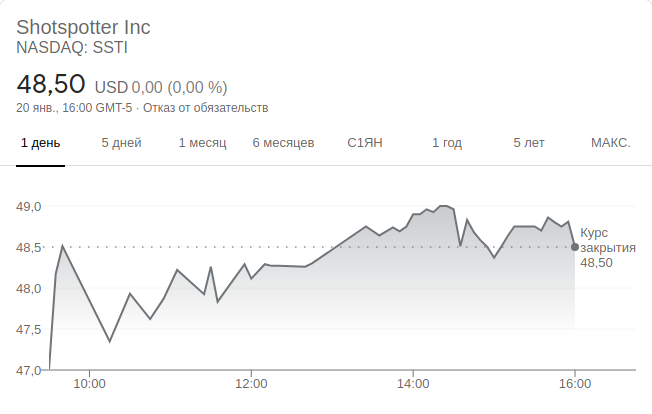 Shotspotter Inc
NASDAQ: SSTI
48,50 USD 0,00 (0,00 %)
20 янв., 16:00 GMT-5 · Отказ от обязательств
1 день 5 дней 1 месяц 6 месяцев С1ЯН 1 год 5 лет МАКС.
49,0
48,5
48,0
47,5
47,0
Курс
закрытия
48,50
10:00 12:00 14:00 16:00